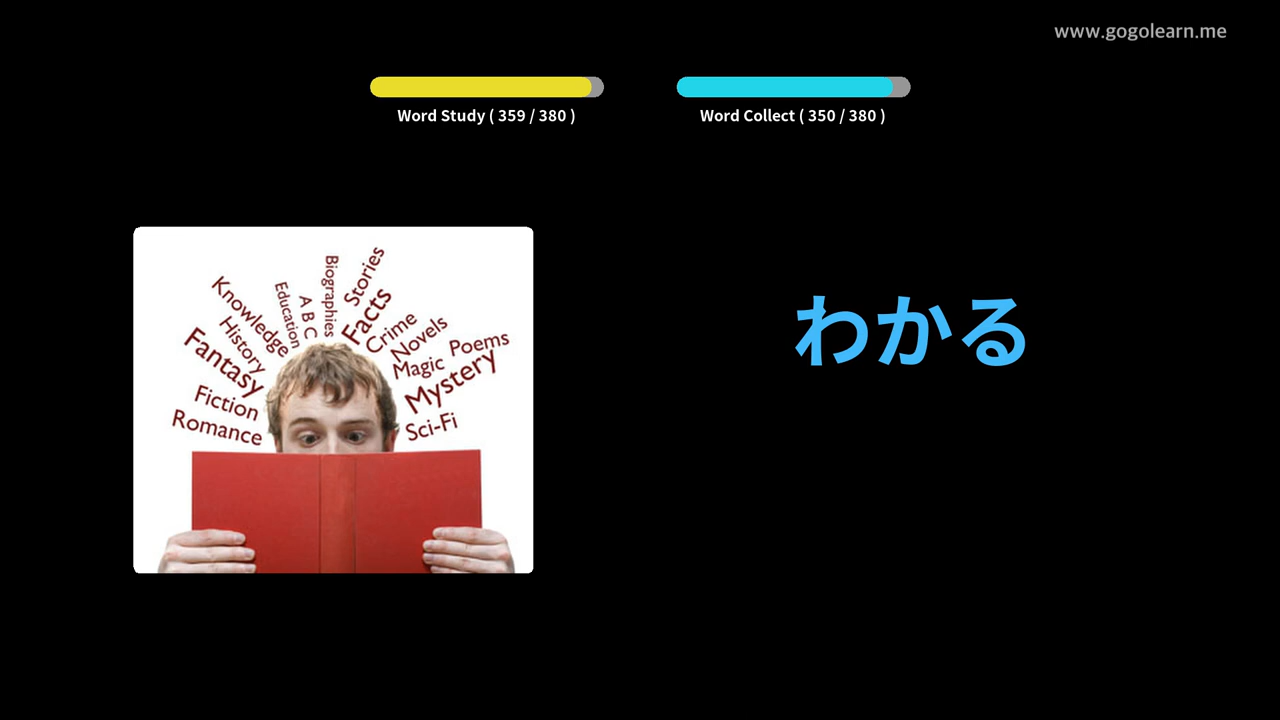 www.gogolearn.me
Word Study ( 359 / 380 )
Word Collect ( 350 / 380 )
Knowledge
Education
A B C
Biographies
Stories
Facts
Crime
Novels
Poems
Magic
Mystery
Sci-Fi
History
Fantasy
Fiction
Romance
わかる